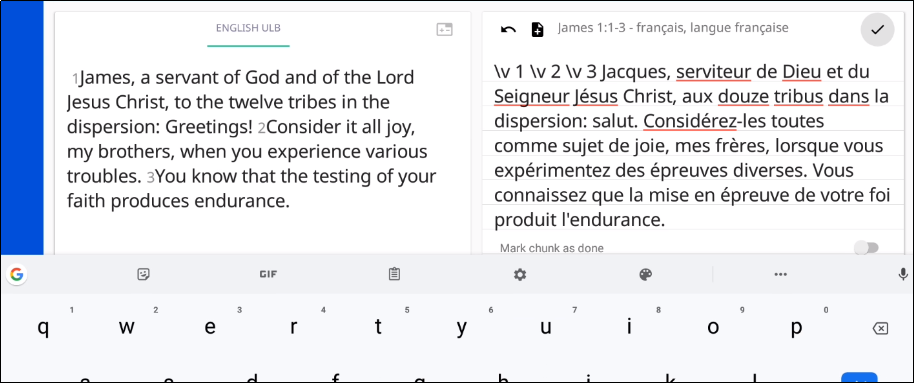 ENGLISH ULB
1James, a servant of God and of the Lord
Jesus Christ, to the twelve tribes in the
dispersion: Greetings! 2Consider it all joy,
my brothers, when you experience various
troubles. 3You know that the testing of your
faith produces endurance.
James 1:1-3 - français, langue française
\v 1 \v 2 \v 3 Jacques, serviteur de Dieu et du
Seigneur Jésus Christ, aux douze tribus dans la
dispersion: salut. Considérez-les toutes
comme sujet de joie, mes frères, lorsque vous
expérimentez des épreuves diverses. Vous
connaissez que la mise en épreuve de votre foi
produit l'endurance.
Mark chunk as done
G GIF
1 2 3 4 5 6 7 8 9 0
q w e r t y u i o p